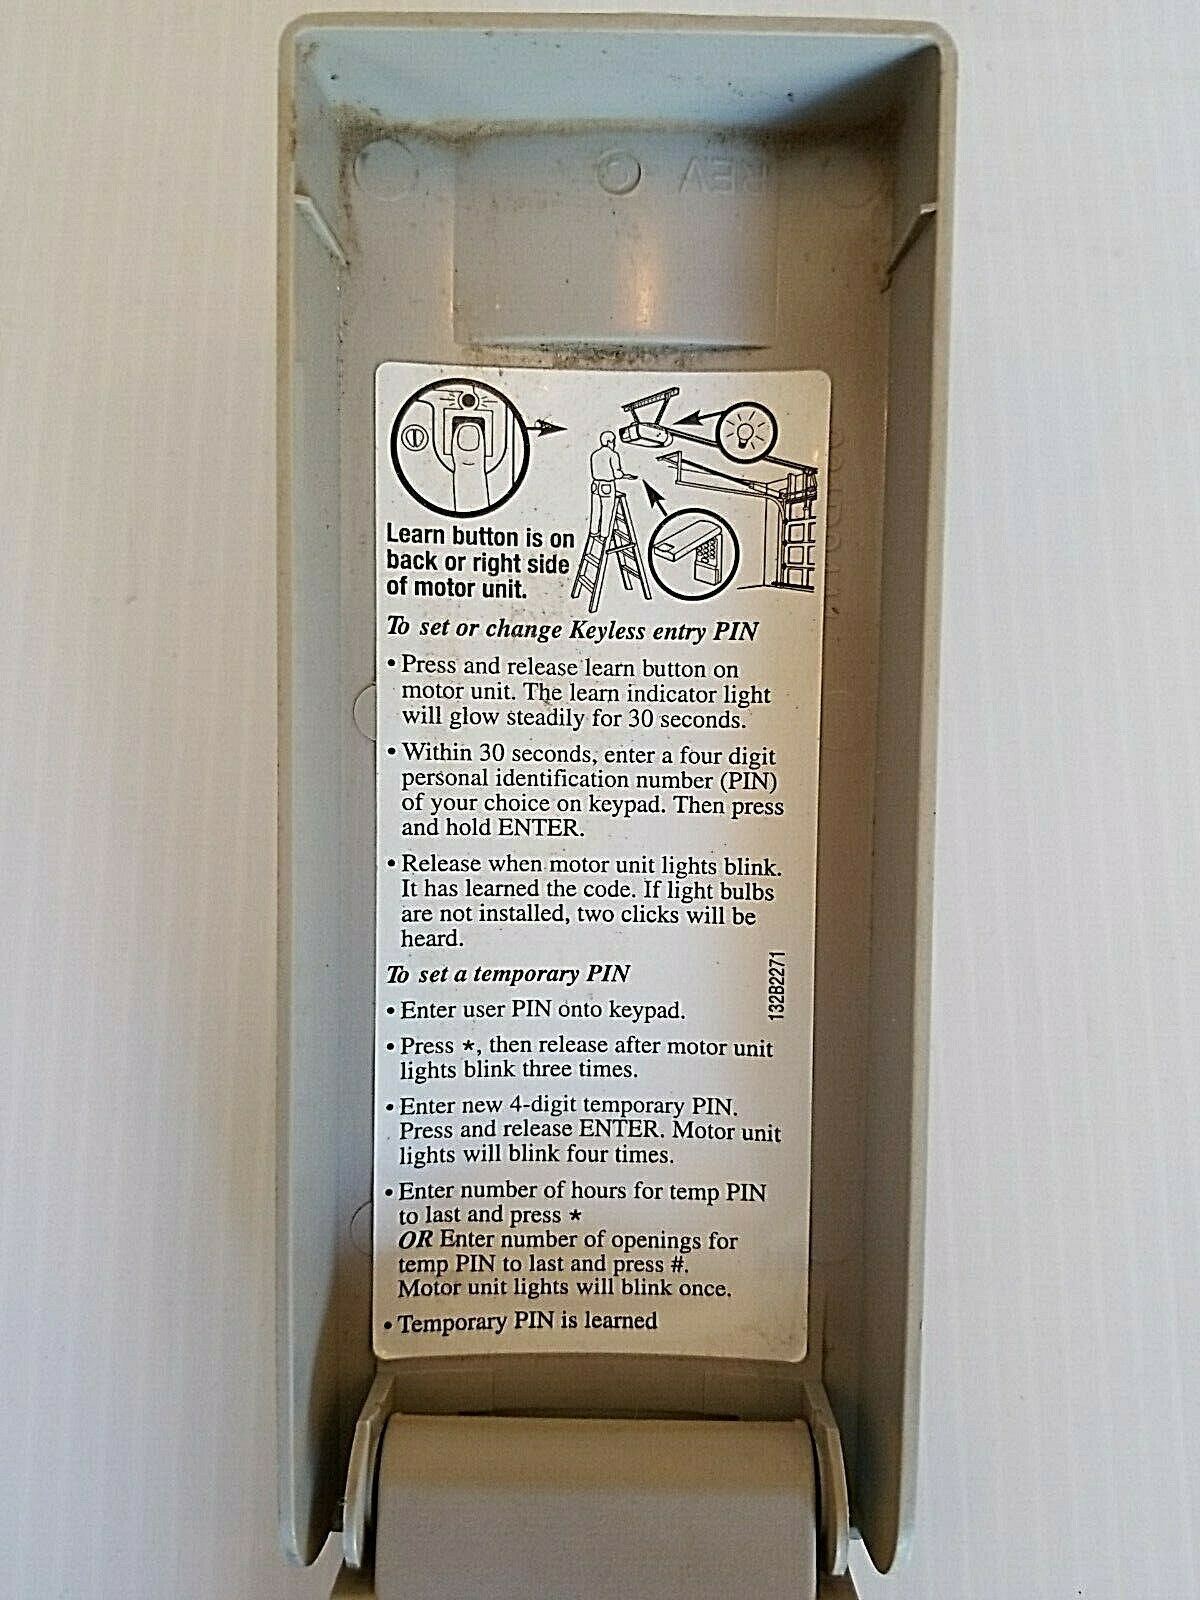 Learn button is on
back or right side
of motor unit.
To set or change Keyless entry PIN
• Press and release learn button on
motor unit. The learn indicator light
will glow steadily for 30 seconds.
• Within 30 seconds, enter a four digit
personal identification number (PIN)
of your choice on keypad. Then press
and hold ENTER.
• Release when motor unit lights blink.
It has learned the code. If light bulbs
are not installed, two clicks will be
heard.
To set a temporary PIN
132B2271
• Enter user PIN onto keypad.
• Press *, then release after motor unit
lights blink three times.
• Enter new 4-digit temporary PIN.
Press and release ENTER. Motor unit
lights will blink four times.
• Enter number of hours for temp PIN
to last and press *
OR Enter number of openings for
temp PIN to last and press #.
Motor unit lights will blink once.
• Temporary PIN is learned